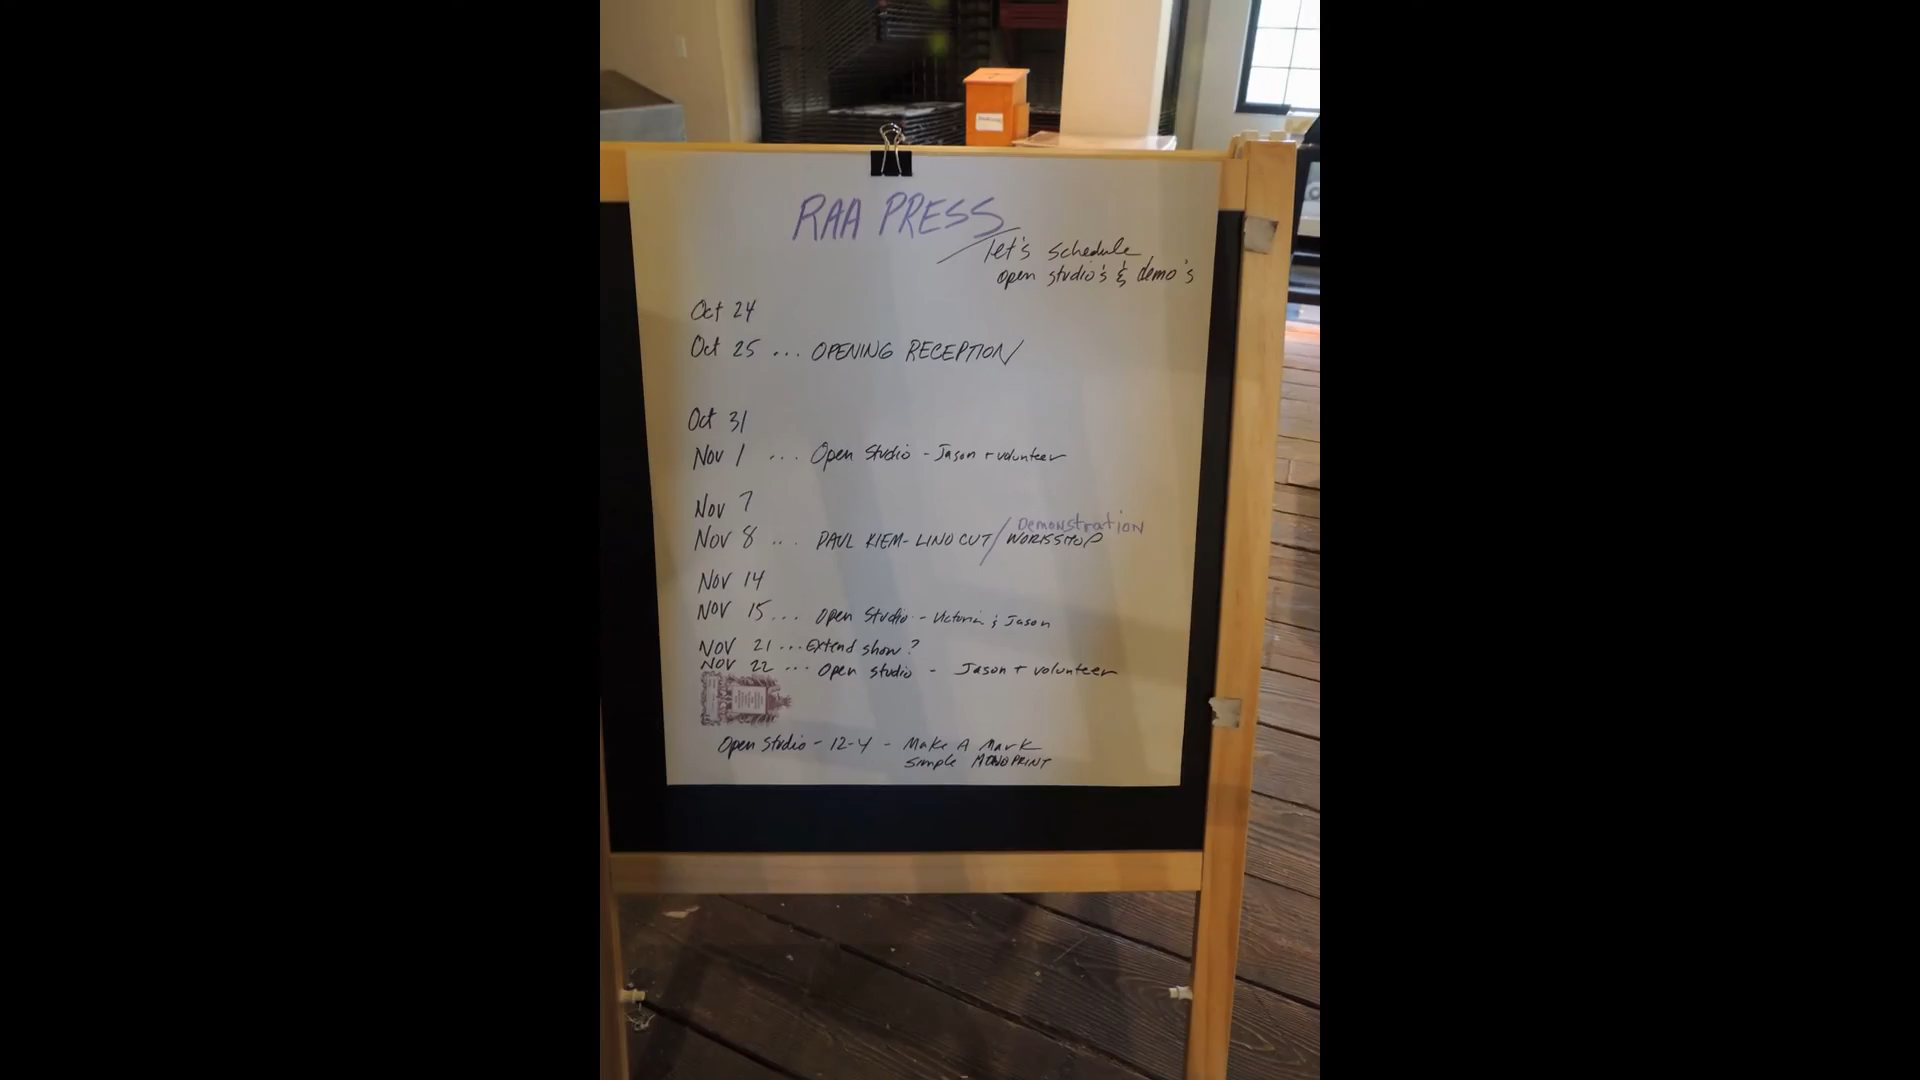 RAA PRESS
let's schedule
open studio's & demo's
Oct 24
Oct 25 ... OPENING RECEPTION
Oct 31
Nov 1 ... Open Studio - Jason + volunteer
Nov 7
Demonstration
Nov 8 ... PAUL KIEM - LINO CUT / WORKSHOP
Nov 14
Nov 15 ... Open Studio - Victoria & Jason
Nov 21 ... Extend show?
Nov 22 ... Open studio - Jason + volunteer
Open Studio - 12-4 - Make A Mark
Simple MONOPRINT